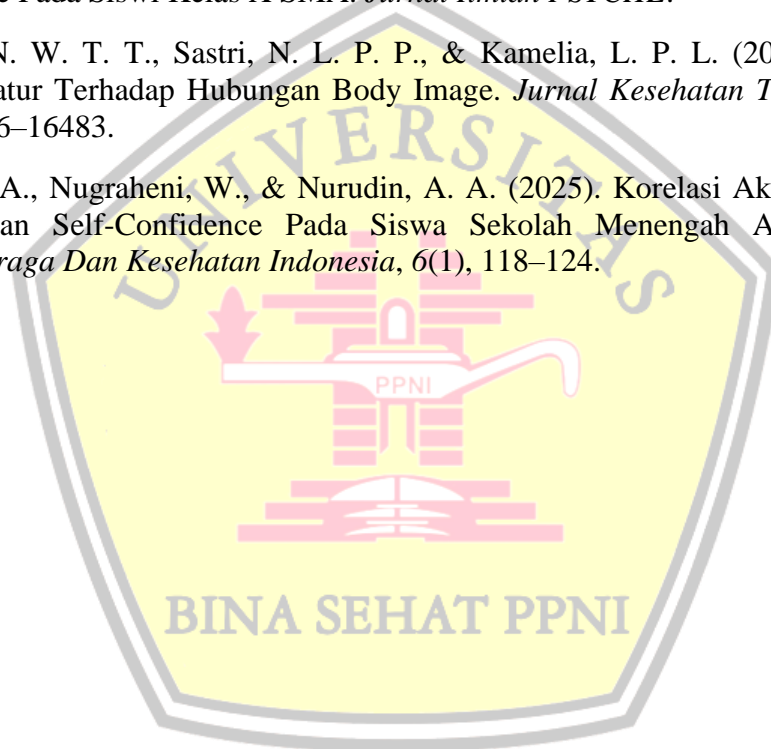 Pada Siswi Kelas X SMA. Jurnal Ilmiah PSYCHE.
N. W. T. T., Sastri, N. L. P. P., & Kamelia, L. P. L. (20
atur Terhadap Hubungan Body Image. Jurnal Kesehatan T
6–16483.
A., Nugraheni, W., & Nurudin, A. A. (2025). Korelasi Ak
an Self-Confidence Pada Siswa Sekolah Menengah A
raga Dan Kesehatan Indonesia, 6(1), 118–124.
UNIVERSITAS
PPNI
BINA SEHAT PPNI